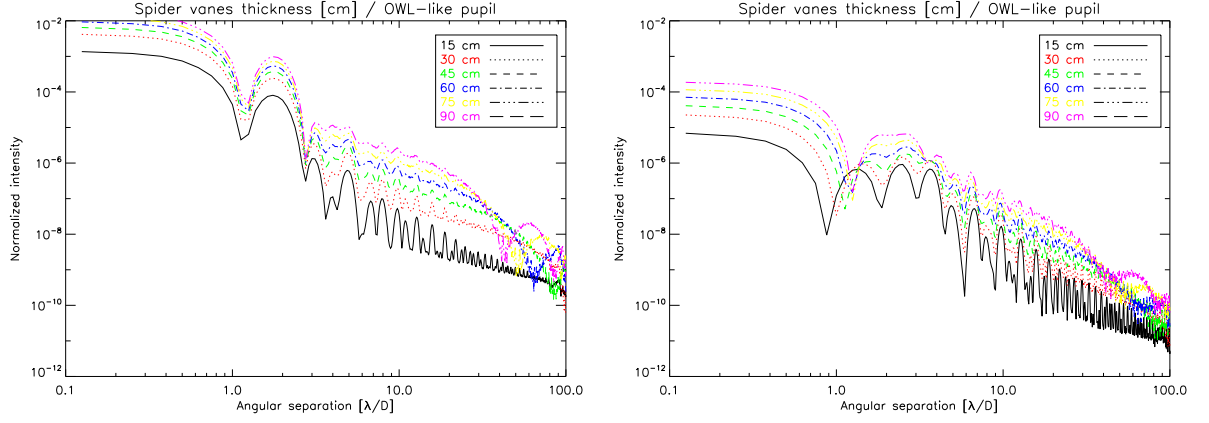 Spider vanes thickness [cm] / OWL-like pupil
10⁻²
10⁻⁴
10⁻⁶
10⁻⁸
10⁻¹⁰
10⁻¹²
Normalized intensity
15 cm
30 cm
45 cm
60 cm
75 cm
90 cm
0.1
1.0
10.0
100.0
Angular separation [λ/D]
Spider vanes thickness [cm] / OWL-like pupil
10⁻²
10⁻⁴
10⁻⁶
10⁻⁸
10⁻¹⁰
10⁻¹²
Normalized intensity
15 cm
30 cm
45 cm
60 cm
75 cm
90 cm
0.1
1.0
10.0
100.0
Angular separation [λ/D]